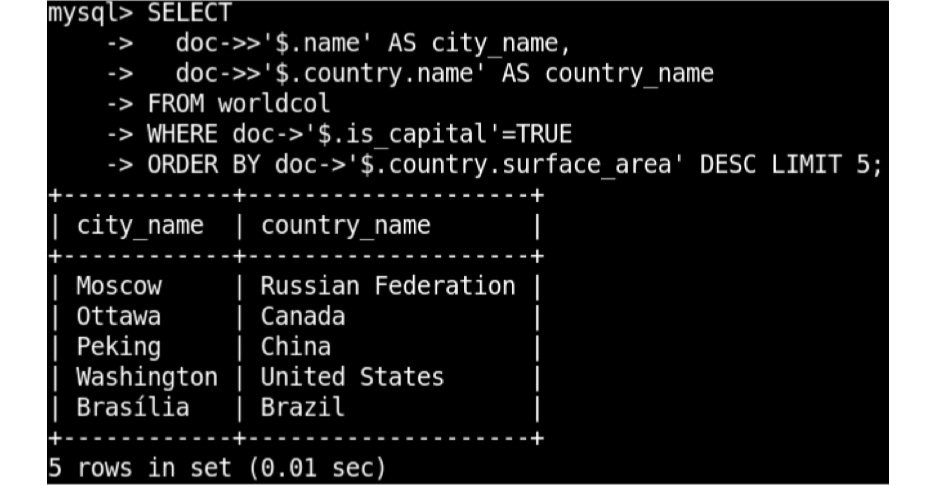 mysql> SELECT
    ->   doc->>'$.name' AS city_name,
    ->   doc->>'$.country.name' AS country_name
    -> FROM worldcol
    -> WHERE doc->'$.is_capital'=TRUE
    -> ORDER BY doc->'$.country.surface_area' DESC LIMIT 5;
+------------+--------------------+
| city_name  | country_name       |
+------------+--------------------+
| Moscow     | Russian Federation |
| Ottawa     | Canada             |
| Peking     | China              |
| Washington | United States      |
| Brasília   | Brazil             |
+------------+--------------------+
5 rows in set (0.01 sec)